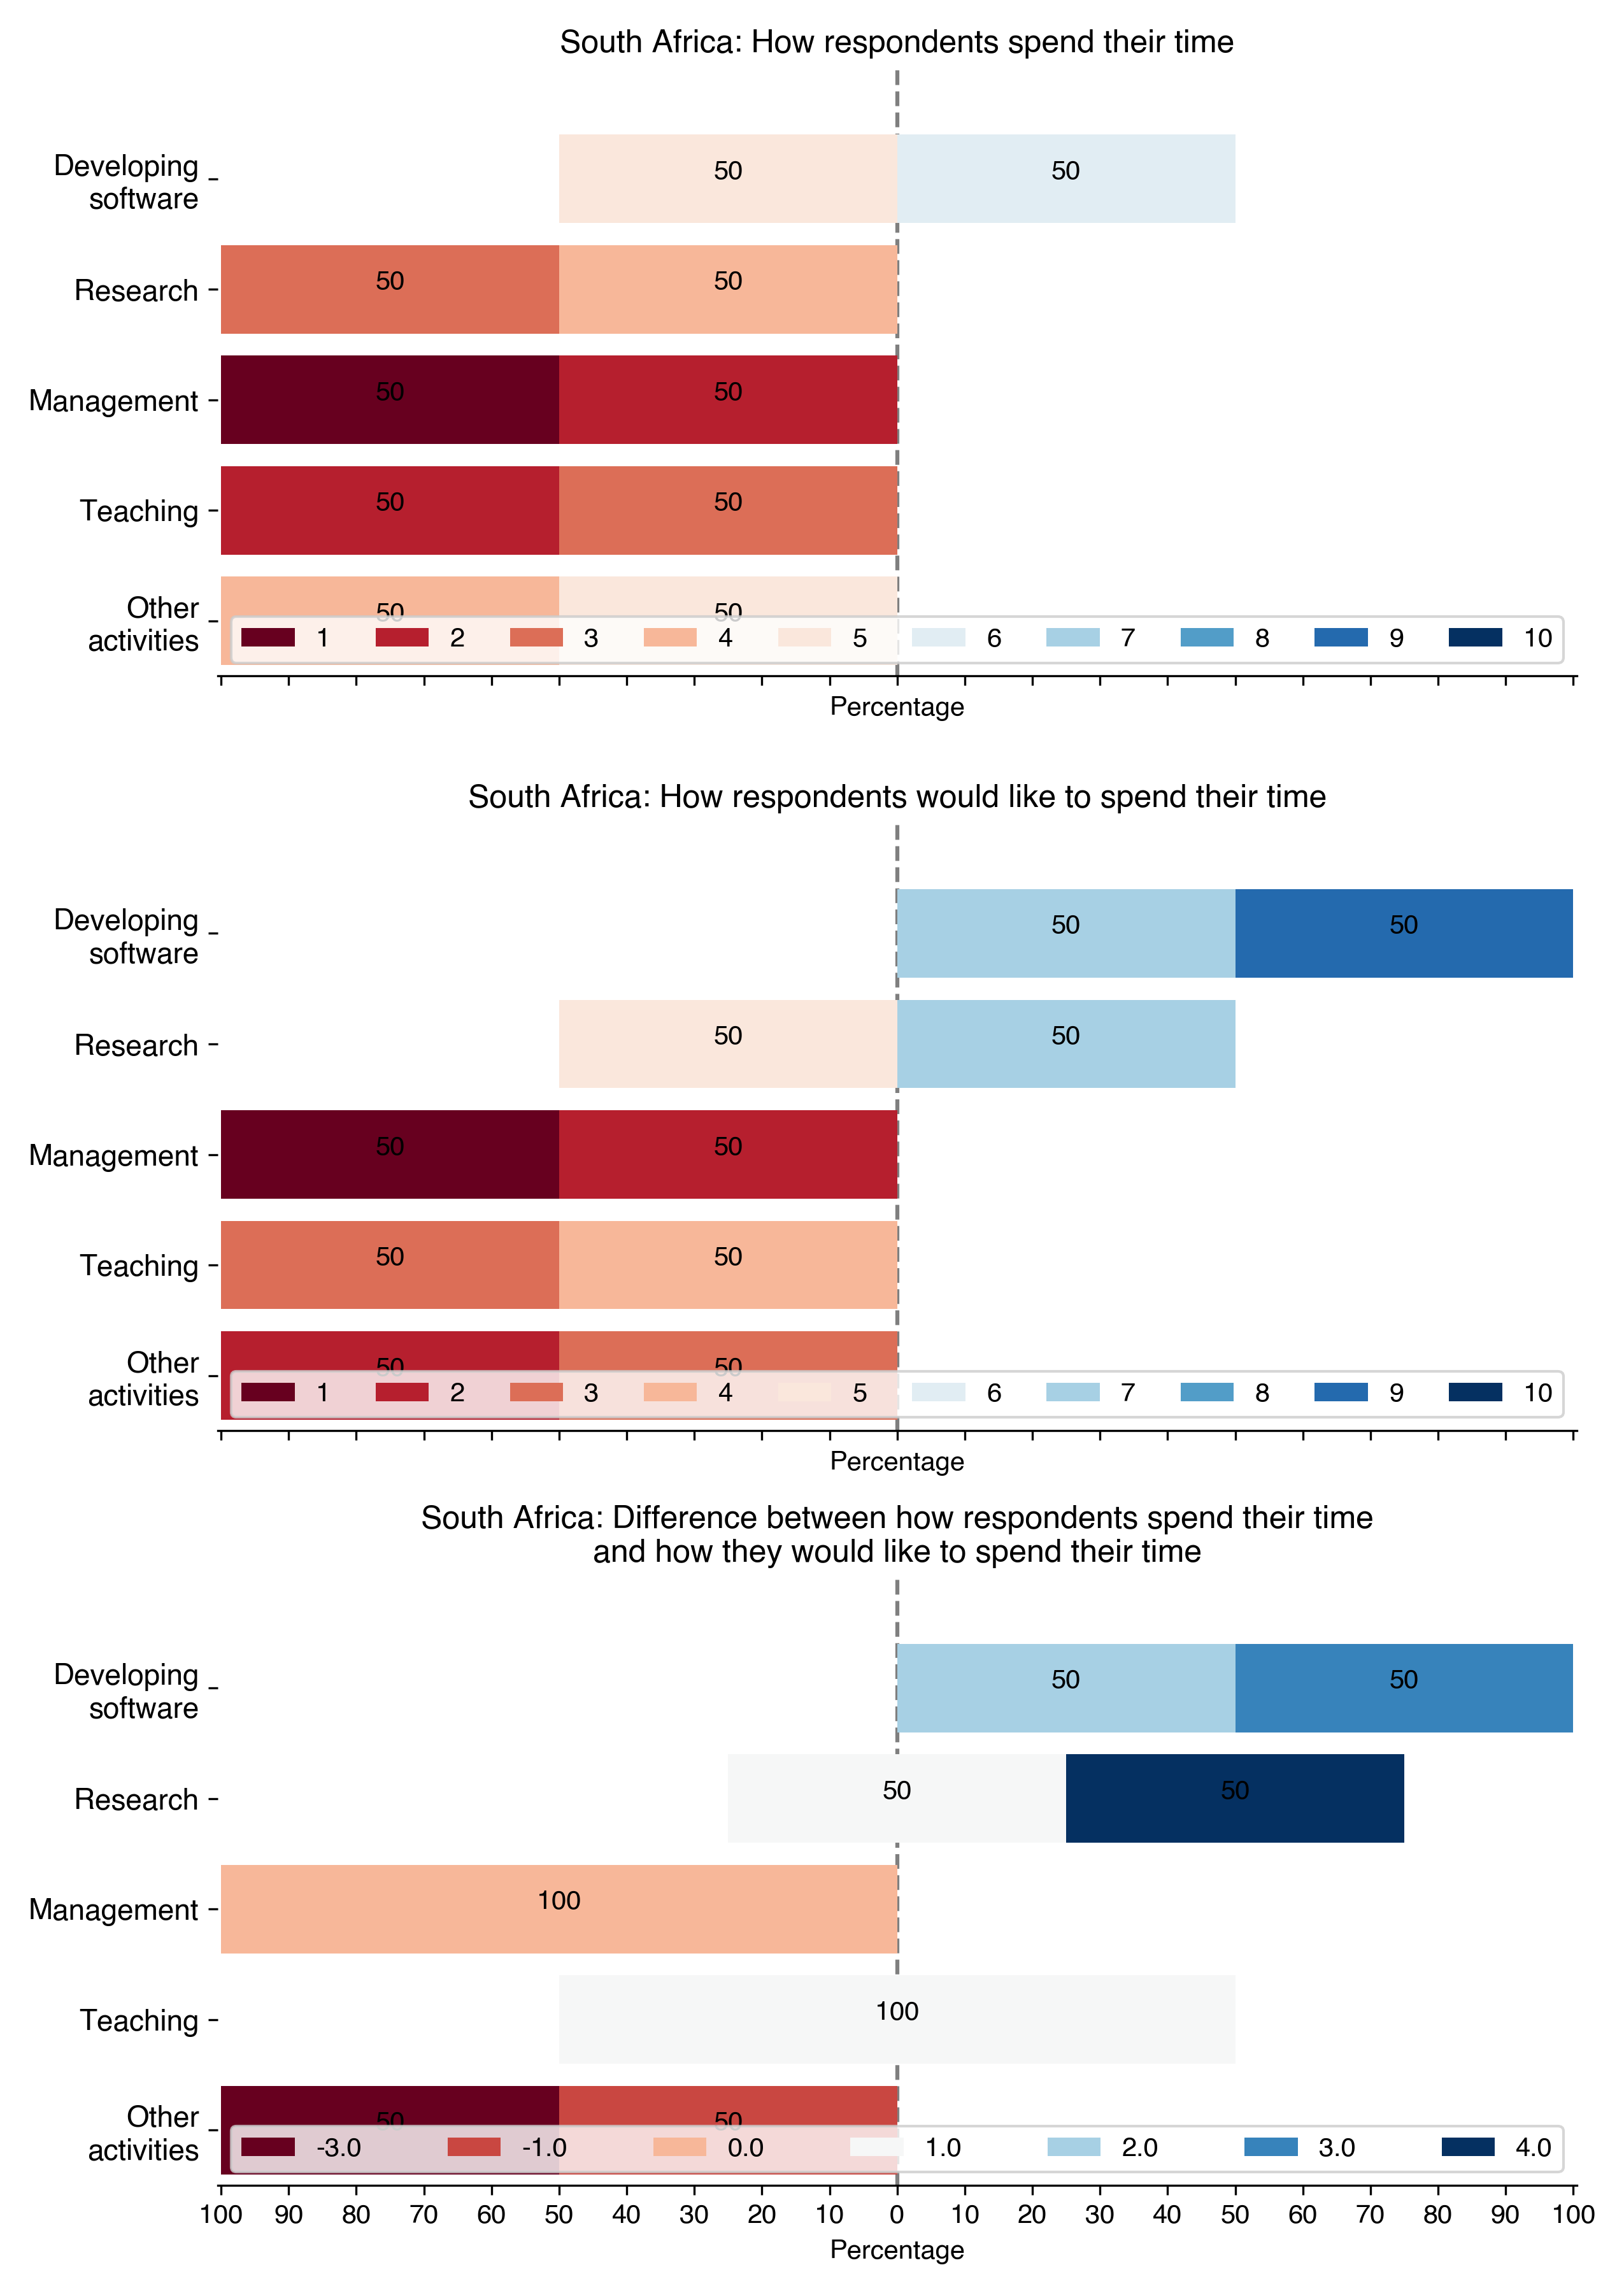 South Africa: How respondents spend their time
Developing
software
50 50
Research
50 50
Management
50 50
Teaching
50 50
Other
activities
50 50
1 2 3 4 5 6 7 8 9 10
Percentage
South Africa: How respondents would like to spend their time
Developing
software
50 50
Research
50 50
Management
50 50
Teaching
50 50
Other
activities
50 50
1 2 3 4 5 6 7 8 9 10
Percentage
South Africa: Difference between how respondents spend their time
and how they would like to spend their time
Developing
software
50 50
Research
50 50
Management
100
Teaching
100
Other
activities
50 50
-3.0 -1.0 0.0 1.0 2.0 3.0 4.0
100 90 80 70 60 50 40 30 20 10 0 10 20 30 40 50 60 70 80 90 100
Percentage